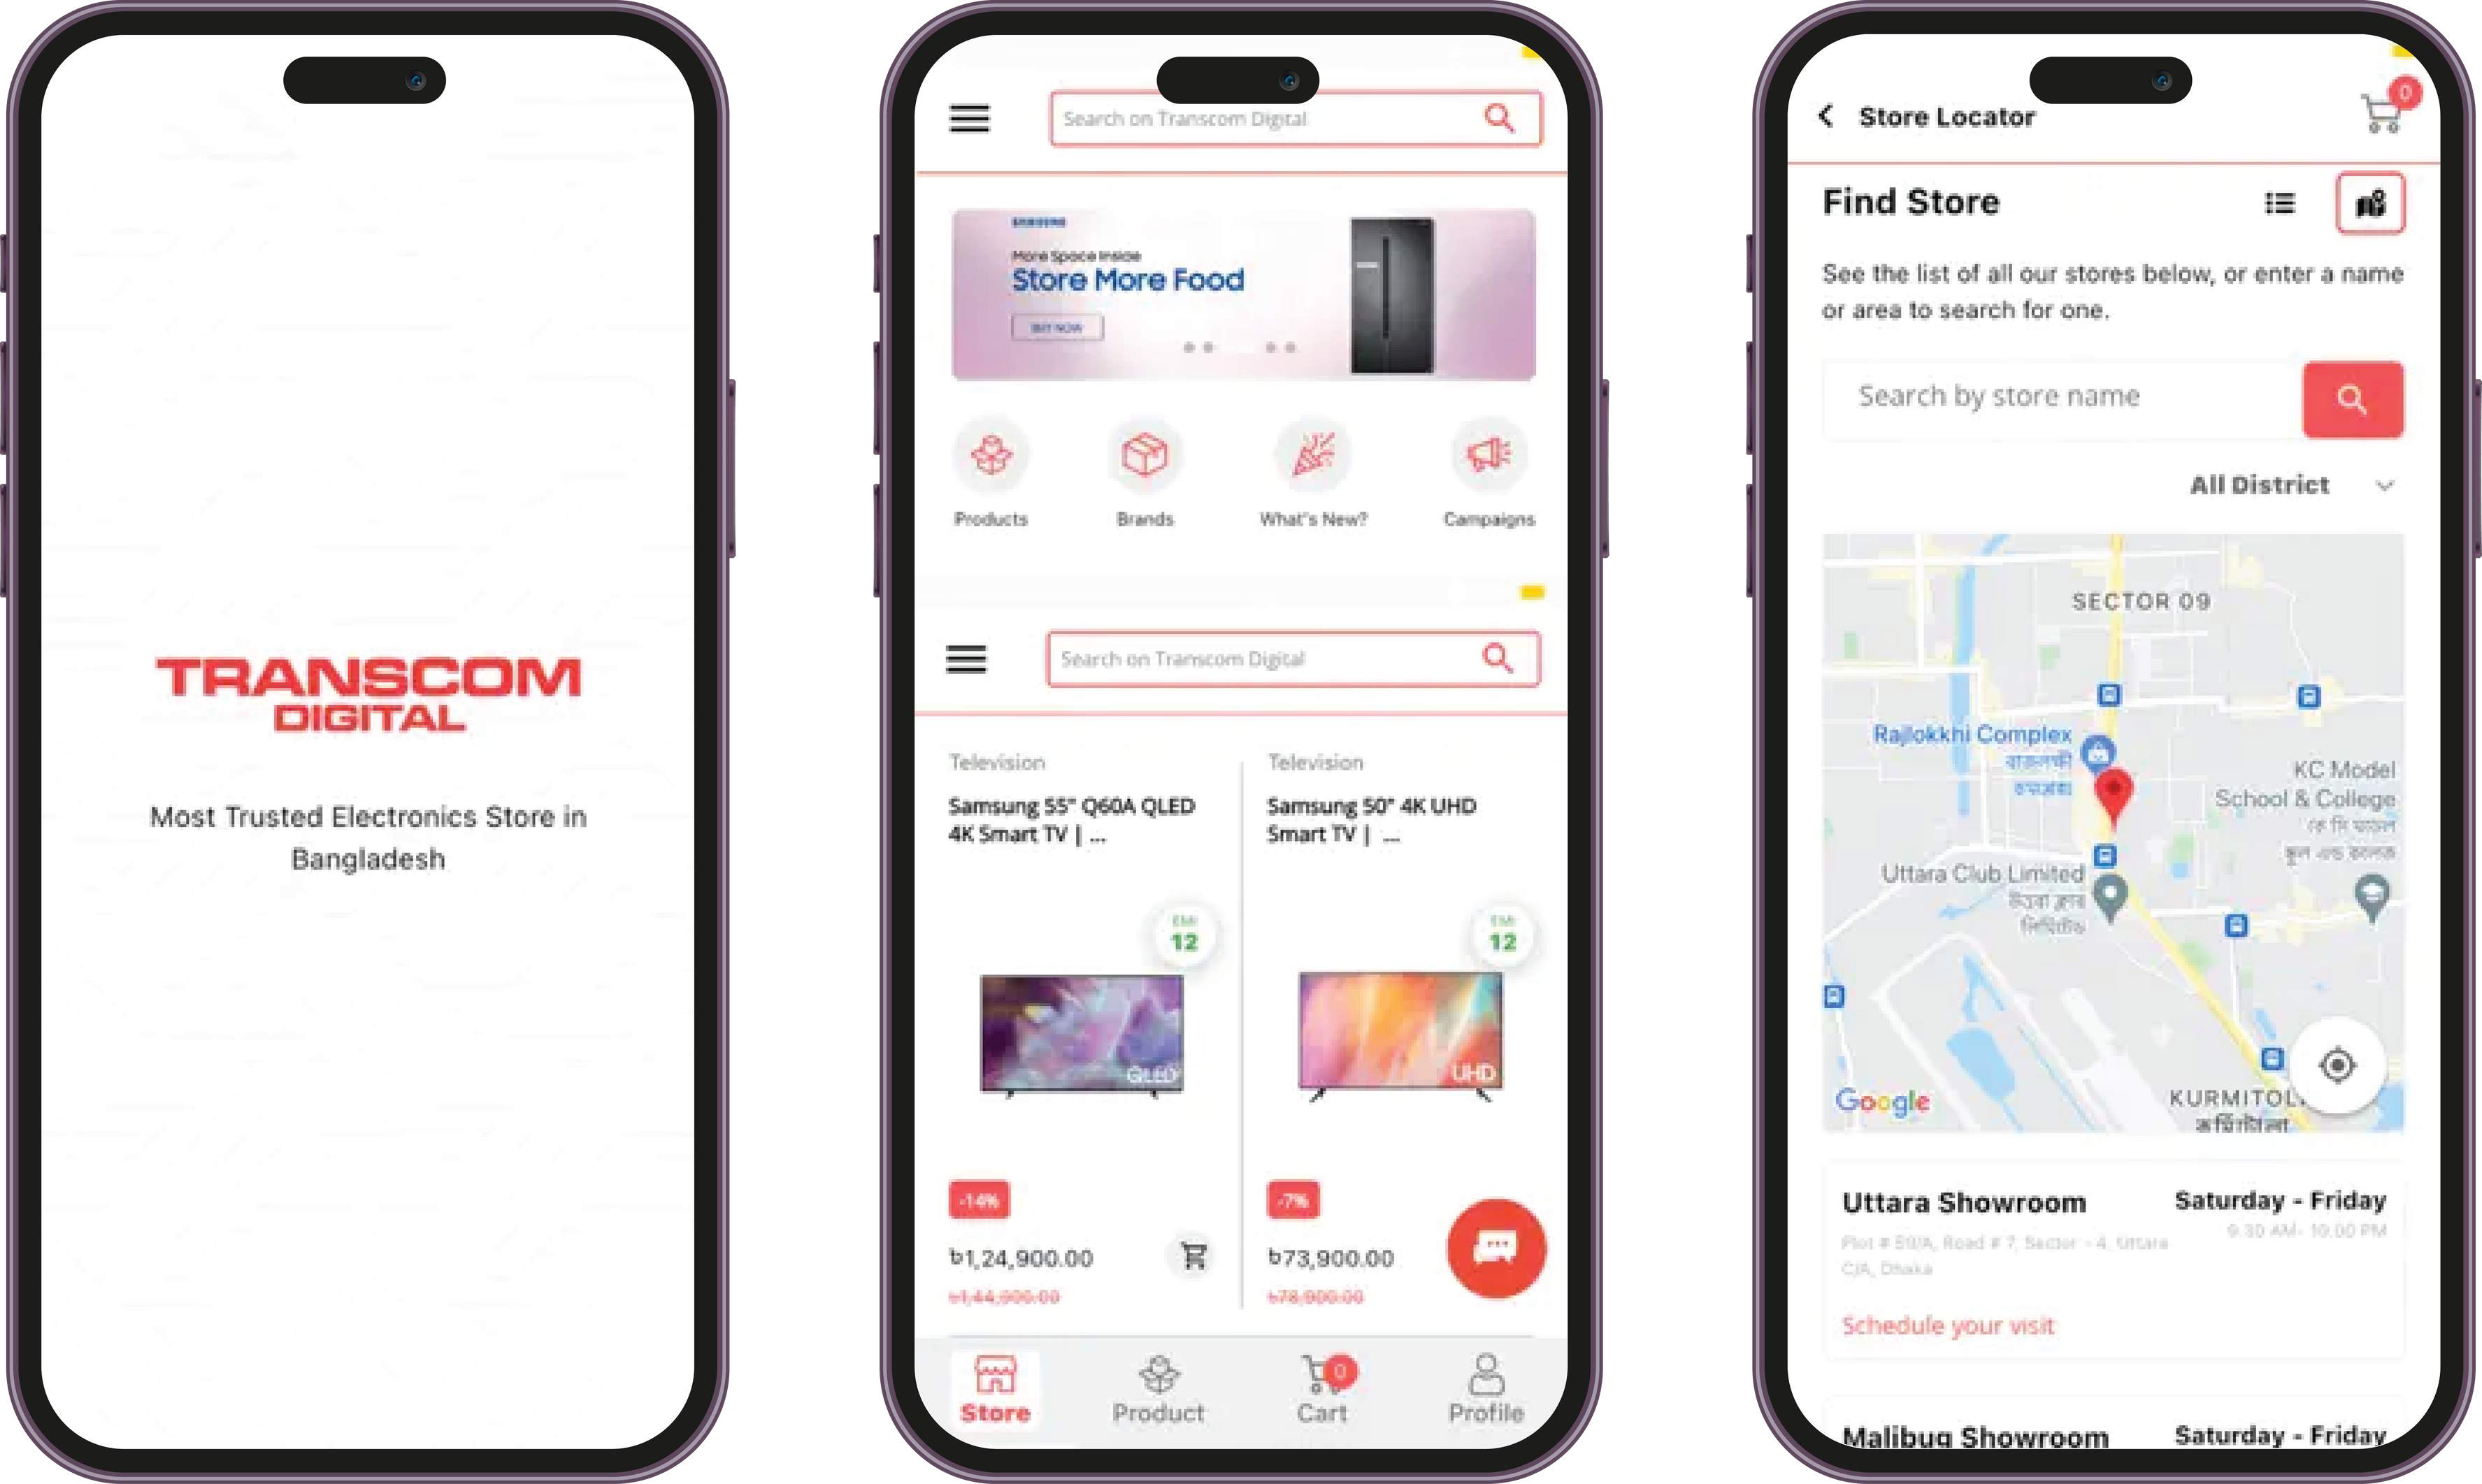 TRANSCOM
DIGITAL
Most Trusted Electronics Store in
Bangladesh
Search on Transcom Digital
SAMSUNG
More Space Inside
Store More Food
BUY NOW
Products
Brands
What's New?
Campaigns
Search on Transcom Digital
Television
Samsung 55" Q60A QLED
4K Smart TV | ...
EMI
12
QLED
-14%
৳1,24,900.00
৳1,44,900.00
Television
Samsung 50" 4K UHD
Smart TV | ...
EMI
12
UHD
-7%
৳73,900.00
৳78,900.00
Store
Product
0
Cart
Profile
Store Locator
0
Find Store
See the list of all our stores below, or enter a name
or area to search for one.
Search by store name
All District
SECTOR 09
Rajlokkhi Complex
রাজলক্ষী
KC Model
School & College
Uttara Club Limited
উত্তরা ক্লাব
লিমিটেড
Google
KURMITOL
Uttara Showroom
Saturday - Friday
9.30 AM- 10.00 PM
Plot # 59/A, Road # 7, Sector - 4, Uttara
C/A, Dhaka
Schedule your visit
Malibug Showroom
Saturday - Friday